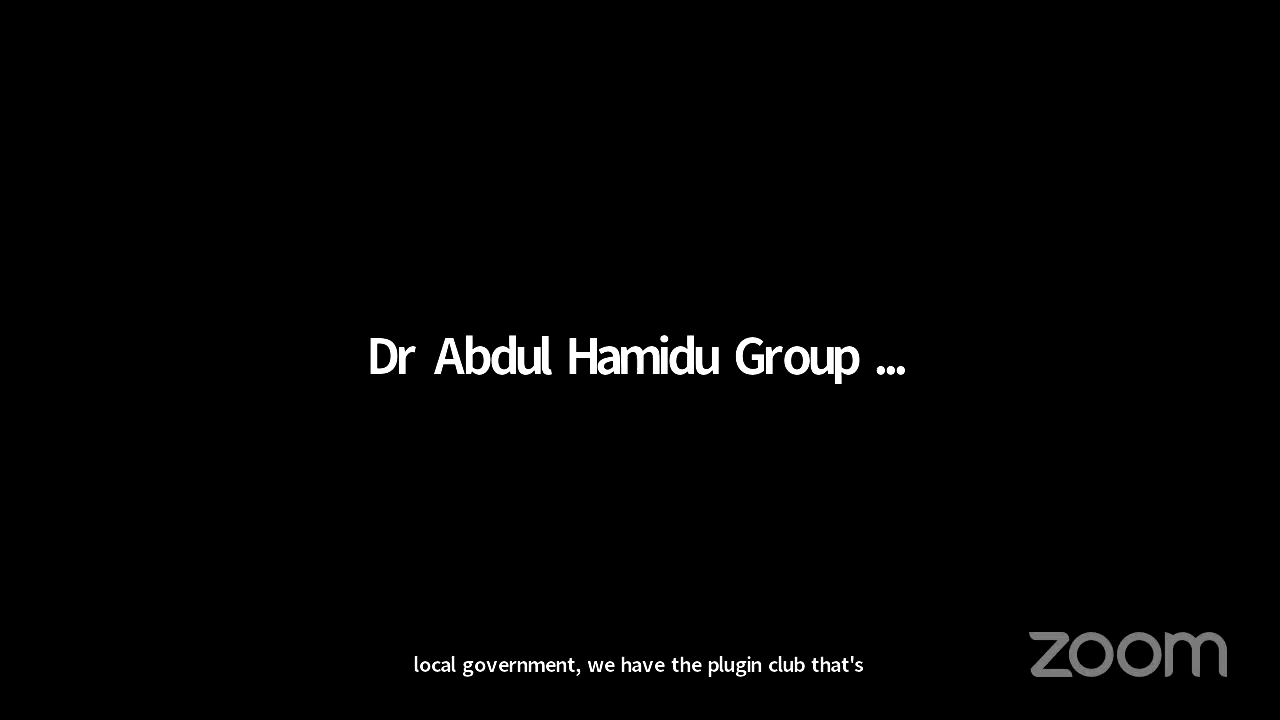 Dr Abdul Hamidu Group ...
local government, we have the plugin club that's
zoom